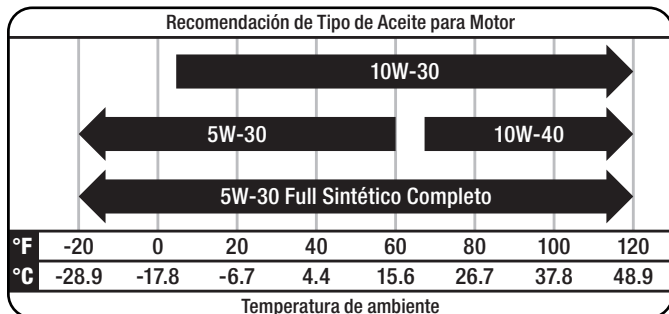 Recomendación de Tipo de Aceite para Motor
10W-30
5W-30 10W-40
5W-30 Full Sintético Completo
°F -20 0 20 40 60 80 100 120
°C -28.9 -17.8 -6.7 4.4 15.6 26.7 37.8 48.9
Temperatura de ambiente